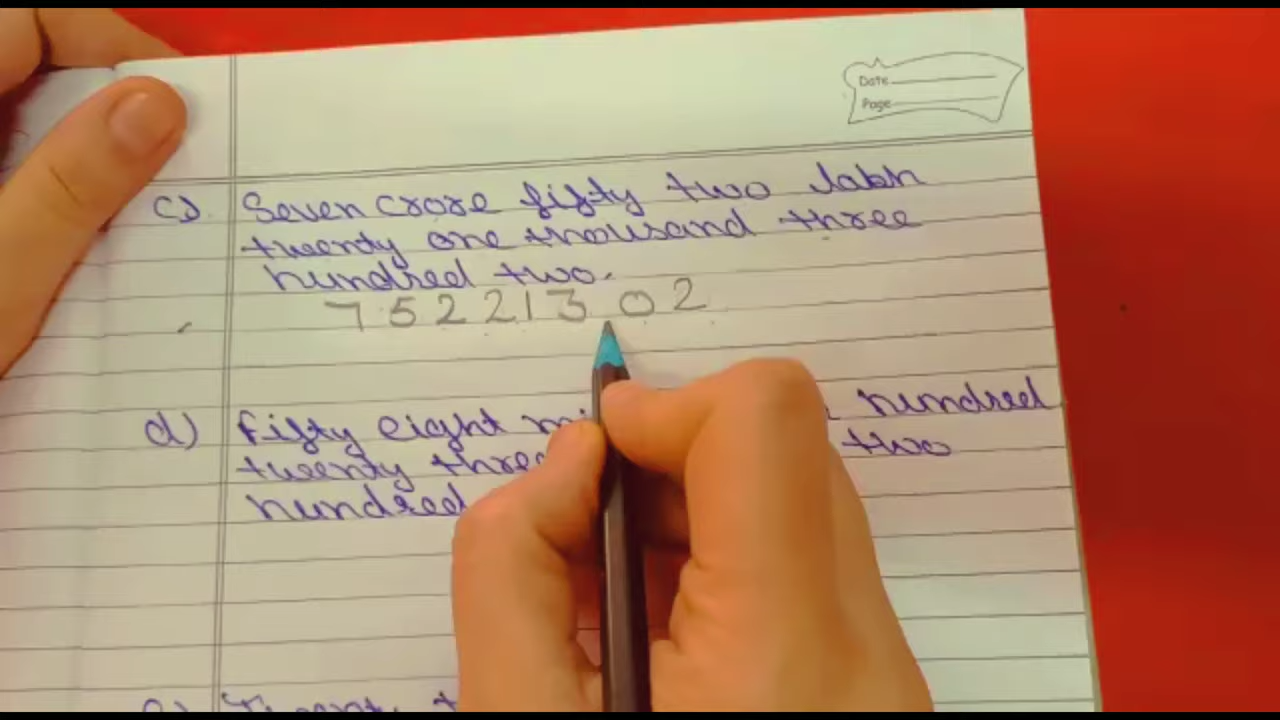 Date
Page
c). Seven crore fifty two lakh
twenty one thousand three
hundred two.
7 5 2 2 1 3 0 2
d) Fifty eight hundred
twenty three two
hundred